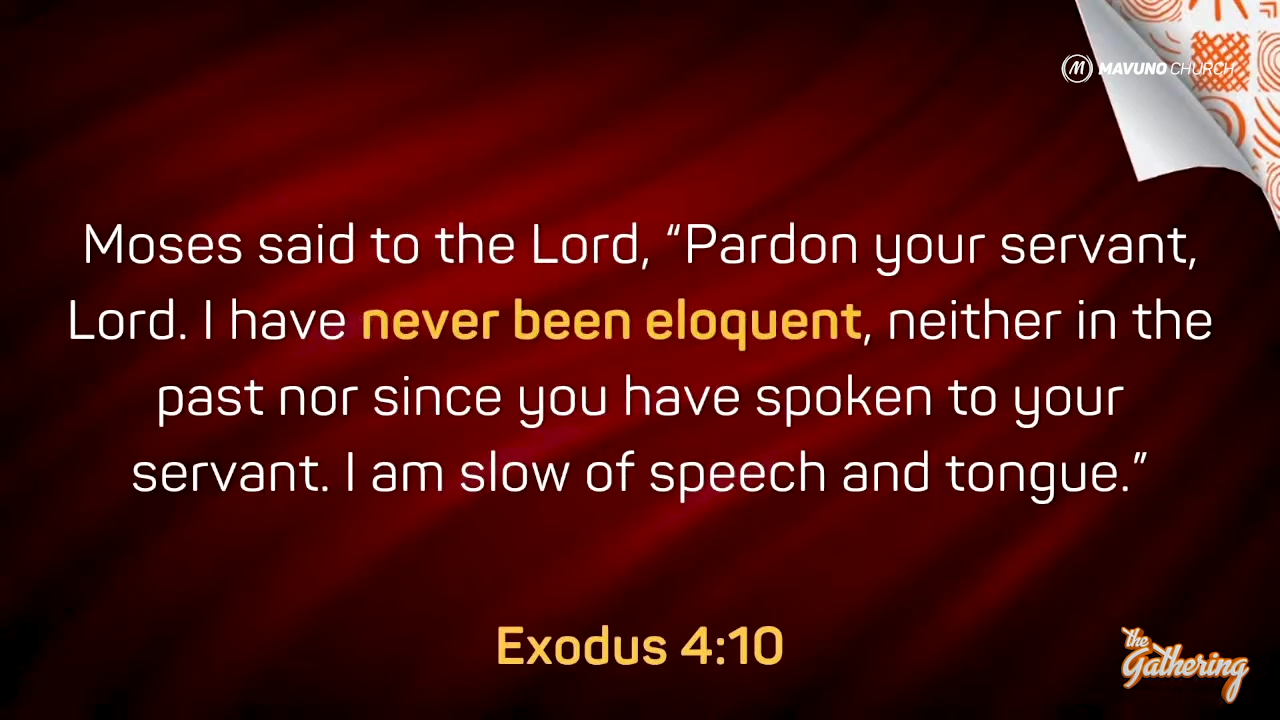 MAVUNO CHURCH
Moses said to the Lord, “Pardon your servant,
Lord. I have never been eloquent, neither in the
past nor since you have spoken to your
servant. I am slow of speech and tongue.”
Exodus 4:10
the
Gathering